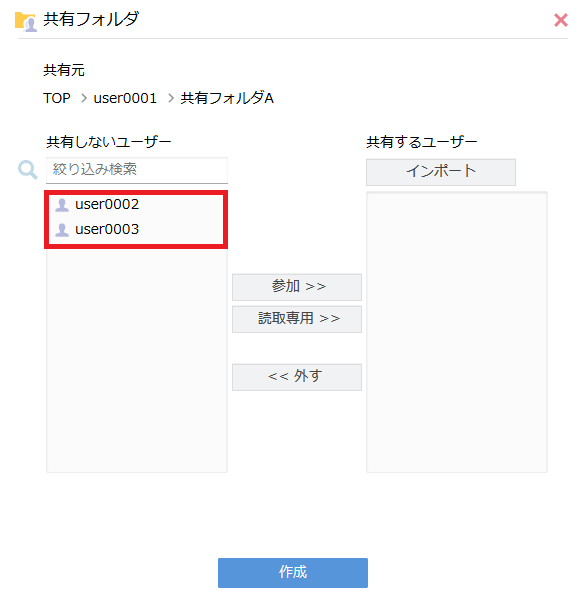 共有フォルダ
共有元
TOP > user0001 > 共有フォルダA
共有しないユーザー
共有するユーザー
絞り込み検索
インポート
user0002
user0003
参加 >>
読取専用 >>
<< 外す
作成